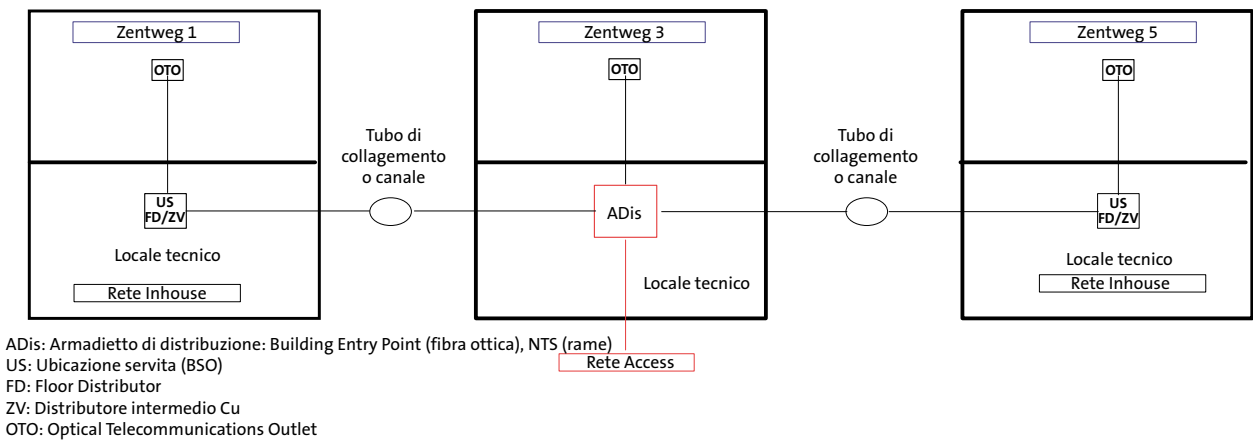 Zentweg 1
Zentweg 3
Zentweg 5
OTO
OTO
OTO
Tubo di
collagemento
o canale
Tubo di
collagemento
o canale
US
FD/ZV
ADis
US
FD/ZV
Locale tecnico
Locale tecnico
Locale tecnico
Rete Inhouse
Rete Inhouse
ADis: Armadietto di distribuzione: Building Entry Point (fibra ottica), NTS (rame)
Rete Access
US: Ubicazione servita (BSO)
FD: Floor Distributor
ZV: Distributore intermedio Cu
OTO: Optical Telecommunications Outlet